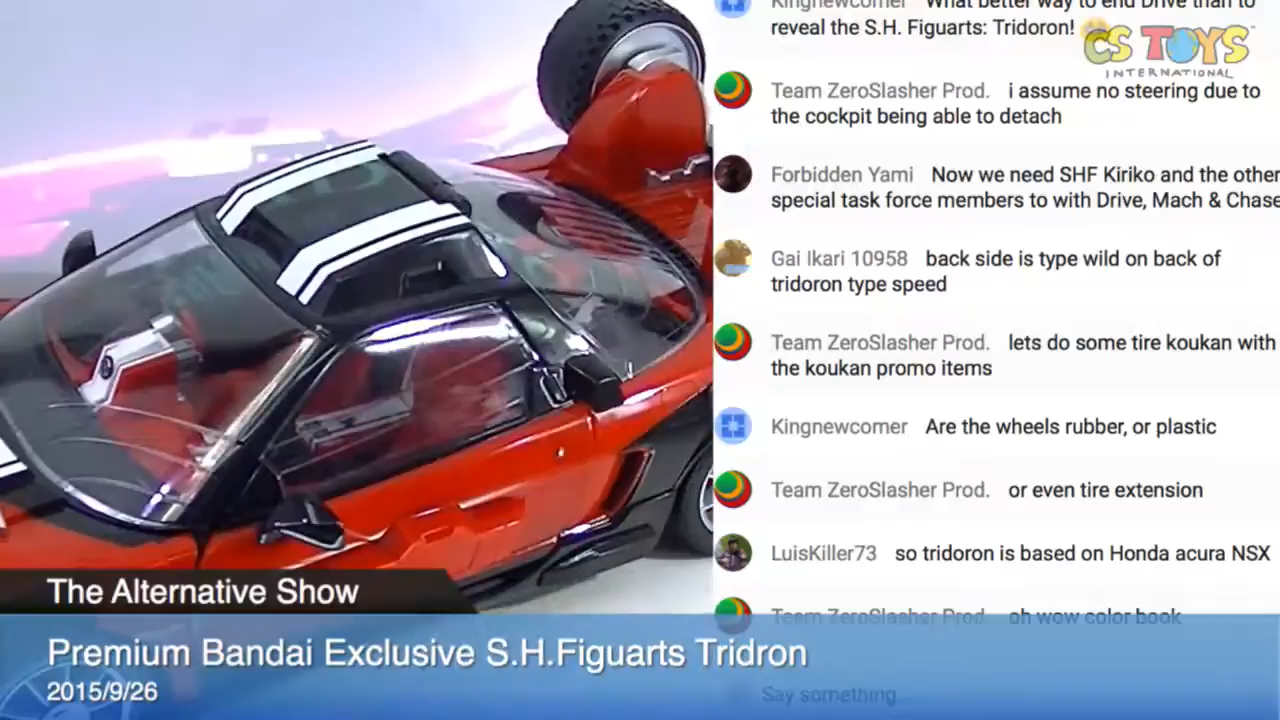 Kingnewcomer What better way to end Drive than to
reveal the S.H. Figuarts: Tridoron!
CS TOYS
INTERNATIONAL
Team ZeroSlasher Prod. i assume no steering due to
the cockpit being able to detach
Forbidden Yami Now we need SHF Kiriko and the other
special task force members to with Drive, Mach & Chase
Gai Ikari 10958 back side is type wild on back of
tridoron type speed
Team ZeroSlasher Prod. lets do some tire koukan with
the koukan promo items
Kingnewcomer Are the wheels rubber, or plastic
Team ZeroSlasher Prod. or even tire extension
LuisKiller73 so tridoron is based on Honda acura NSX
Team ZeroSlasher Prod. oh wow color book
Say something...
The Alternative Show
Premium Bandai Exclusive S.H.Figuarts Tridron
2015/9/26